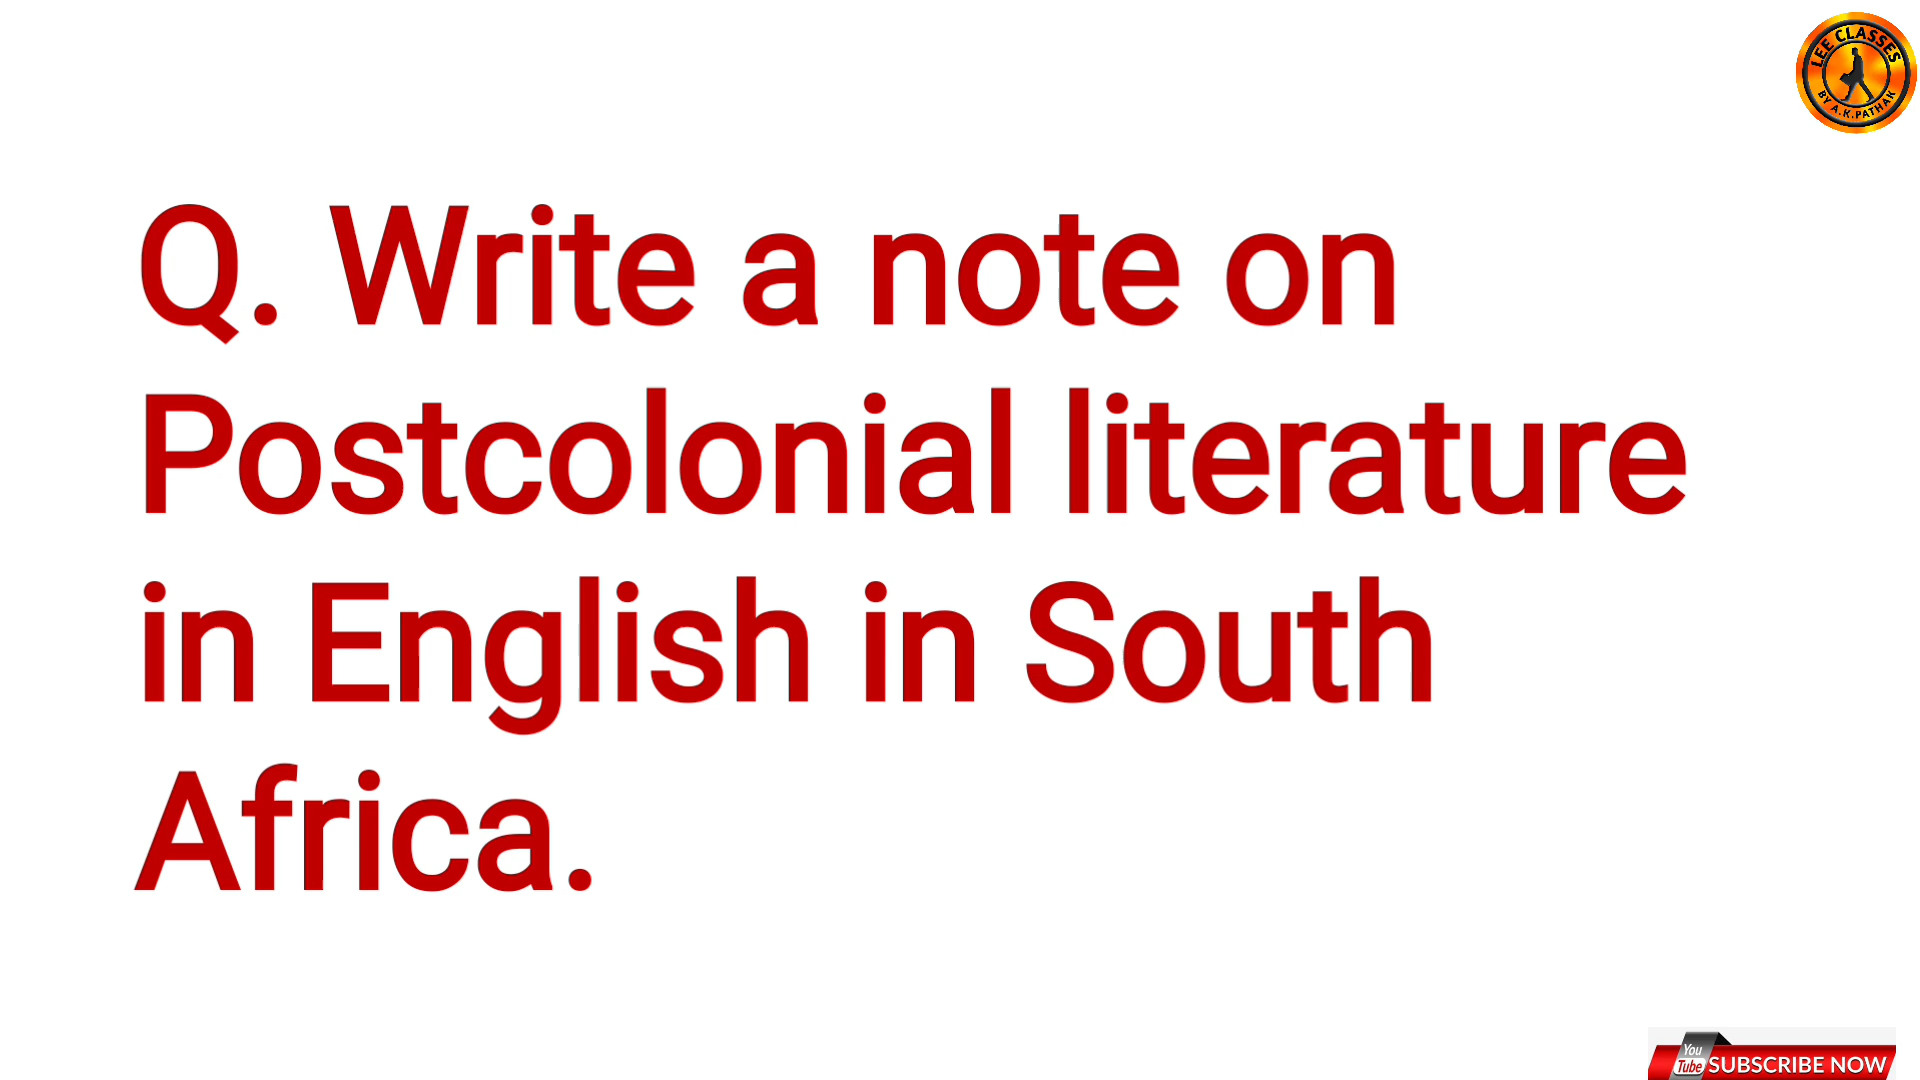 LEE CLASSES
BY A.K.PATHAK
Q. Write a note on
Postcolonial literature
in English in South
Africa.
You
Tube SUBSCRIBE NOW